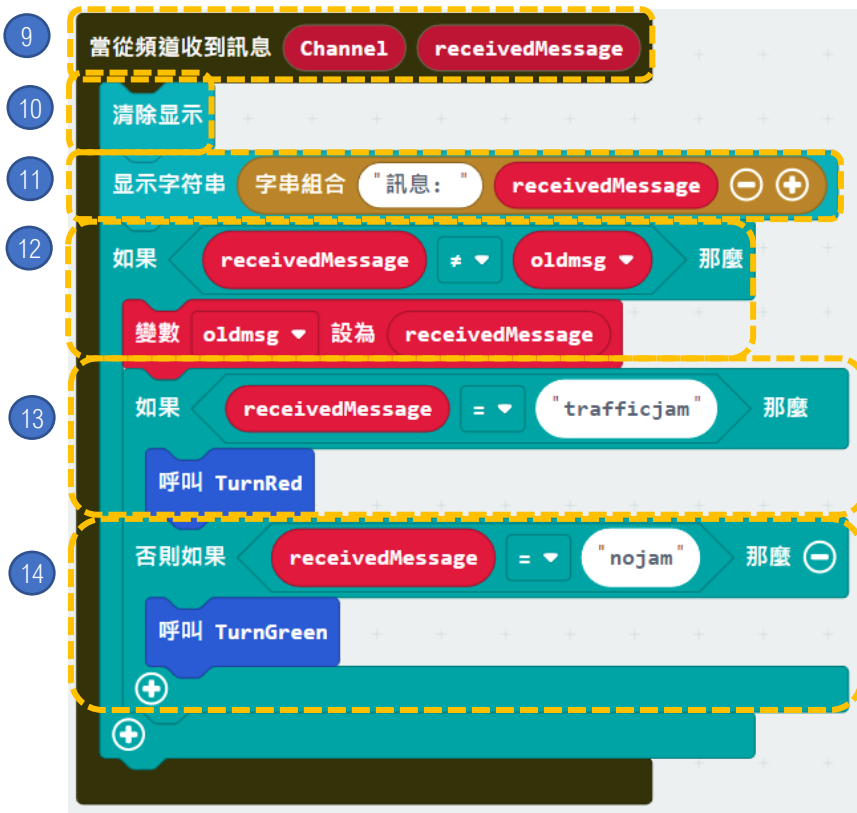 9 當從頻道收到訊息 Channel receivedMessage
10 清除显示
11 显示字符串 字串組合 "訊息: " receivedMessage
12 如果 receivedMessage ≠ oldmsg 那麼
變數 oldmsg 設為 receivedMessage
13 如果 receivedMessage = "trafficjam" 那麼
呼叫 TurnRed
14 否則如果 receivedMessage = "nojam" 那麼
呼叫 TurnGreen